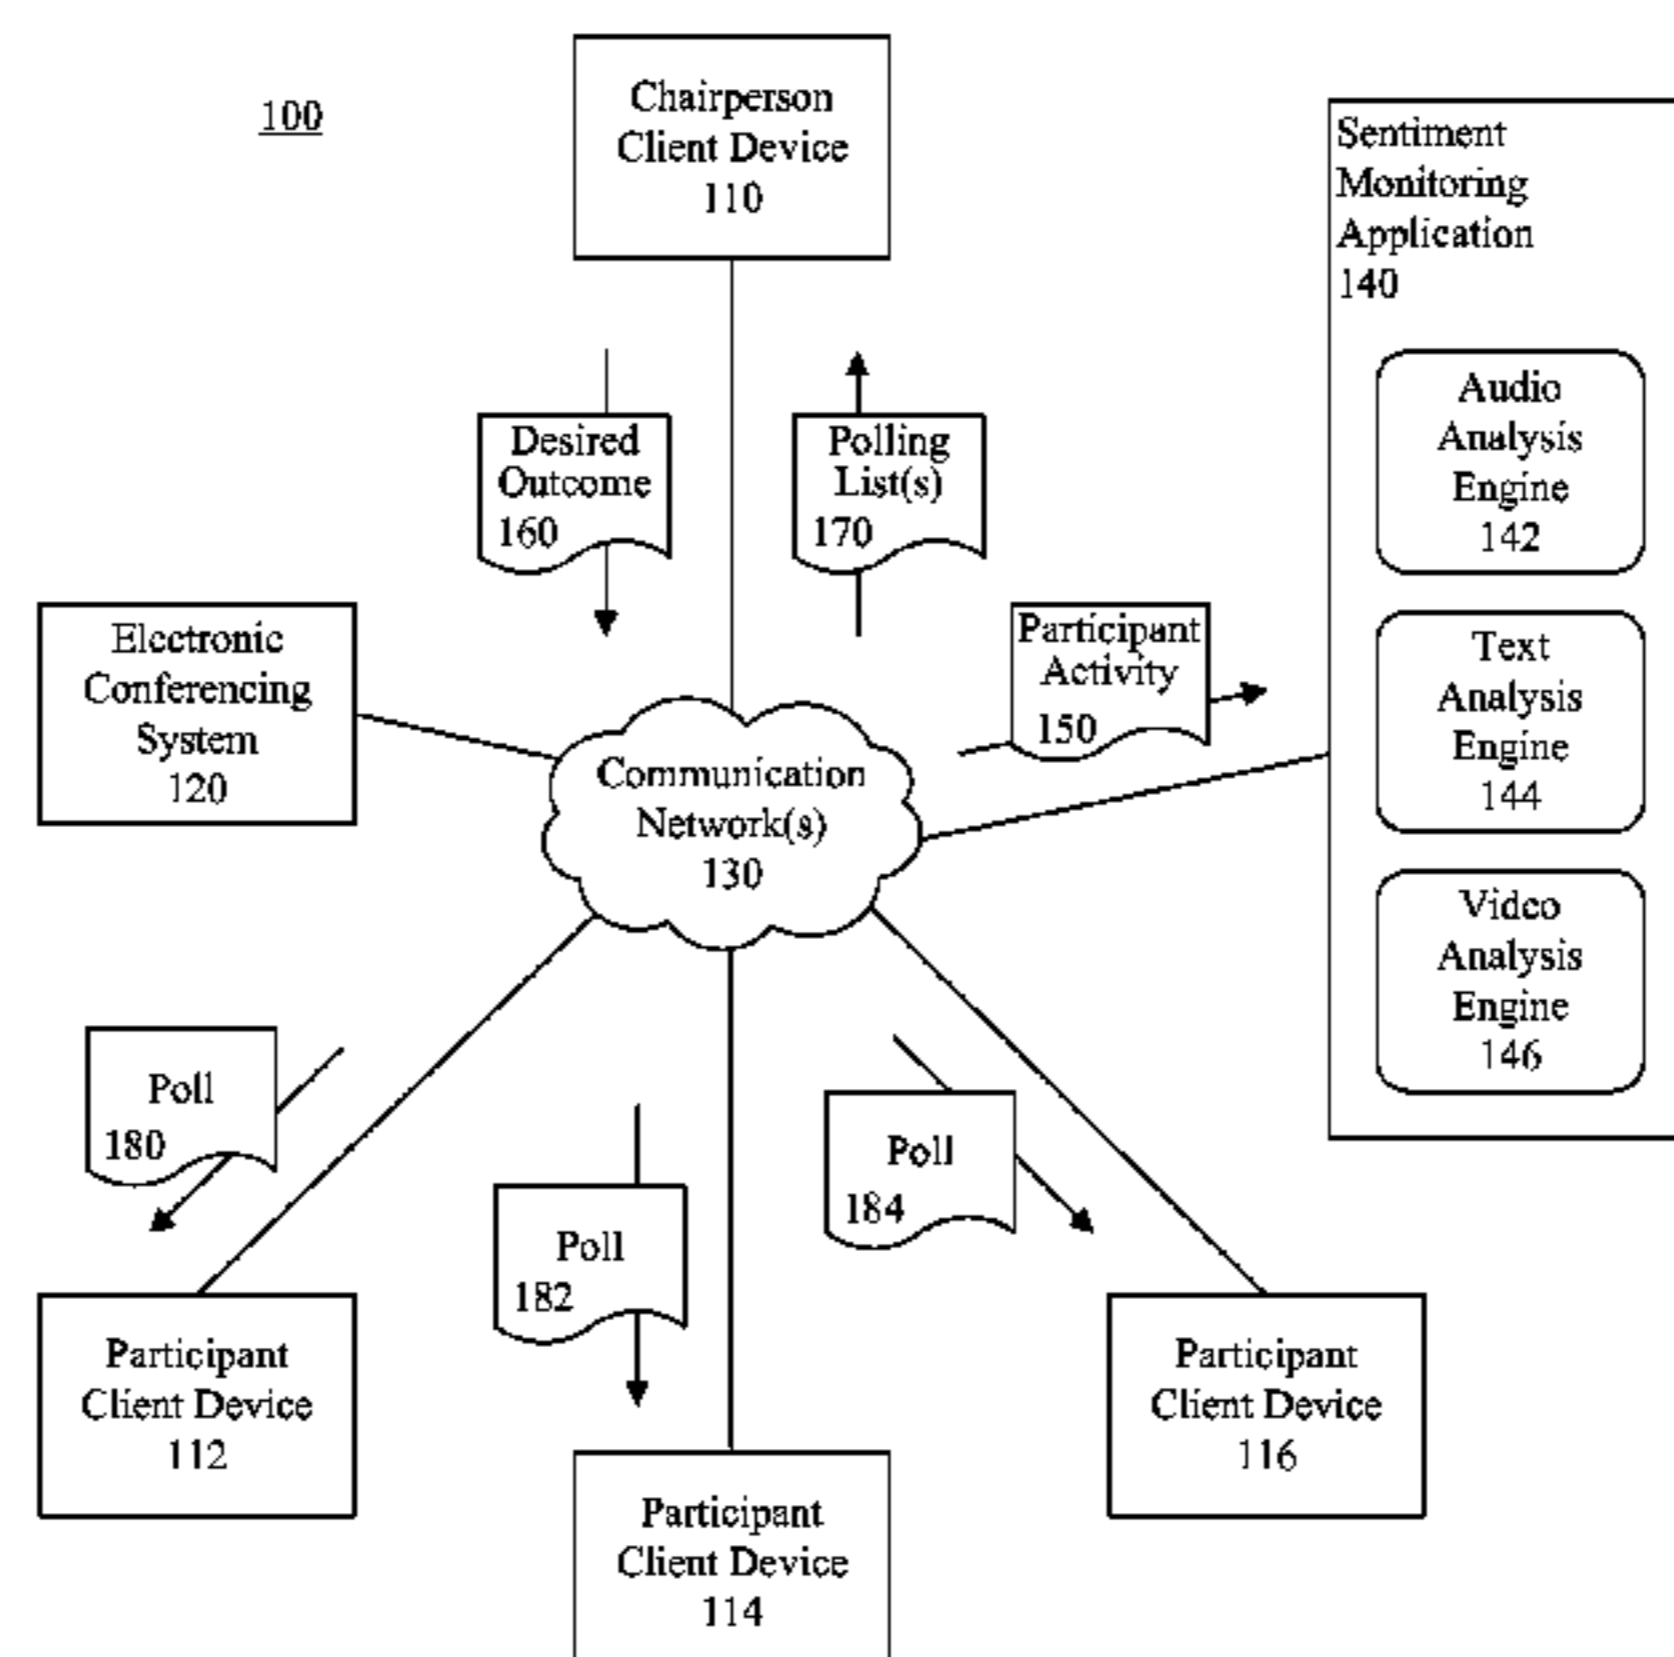 100
Chairperson
Client Device
110
Sentiment
Monitoring
Application
140
Audio
Analysis
Engine
142
Text
Analysis
Engine
144
Video
Analysis
Engine
146
Desired
Outcome
160
Polling
List(s)
170
Participant
Activity
150
Electronic
Conferencing
System
120
Communication
Network(s)
130
Poll
180
Poll
182
Poll
184
Participant
Client Device
112
Participant
Client Device
114
Participant
Client Device
116